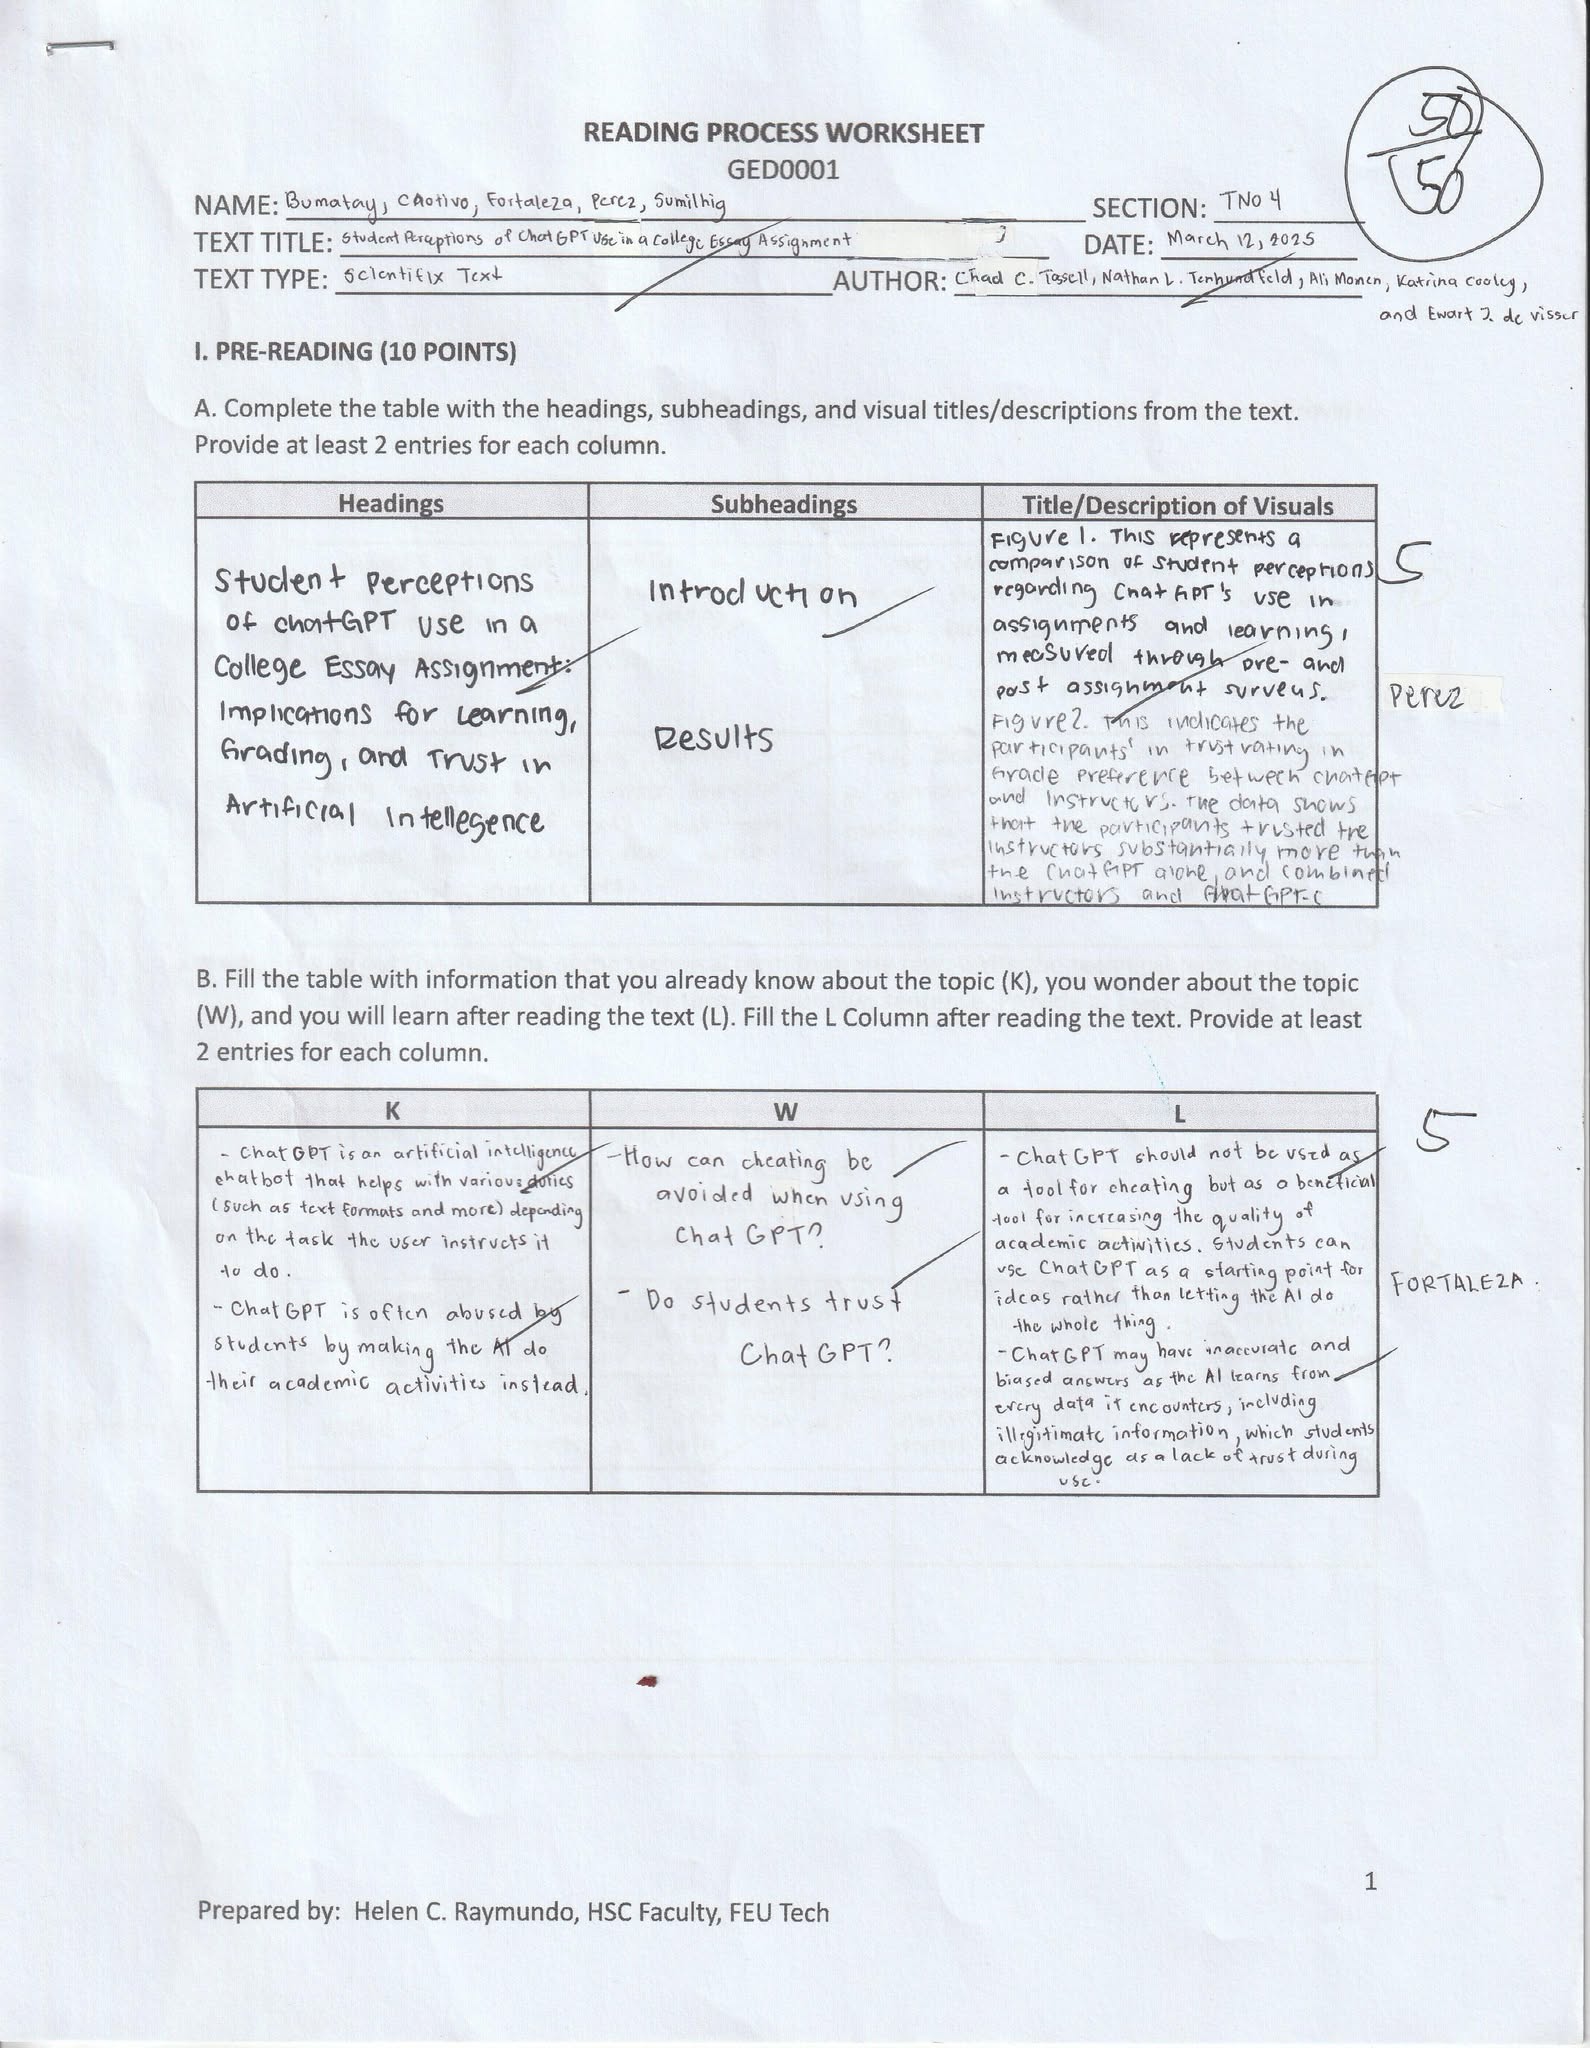 50
50
READING PROCESS WORKSHEET
GED0001
NAME: Bumatay, Caotivo, Fortaleza, Perez, Sumilhig SECTION: TN04
TEXT TITLE: Student Perceptions of ChatGPT Use in a College Essay Assignment DATE: March 12, 2025
TEXT TYPE: Scientifix Text AUTHOR: Chad C. Tossell, Nathan L. Tenhundfeld, Ali Momen, Katrina Cooley,
and Ewart J. de Visser
I. PRE-READING (10 POINTS)
A. Complete the table with the headings, subheadings, and visual titles/descriptions from the text.
Provide at least 2 entries for each column.
Headings
Student Perceptions
of chatGPT Use in a
College Essay Assignment:
Implications for Learning,
Grading, and Trust in
Artificial Intellegence
Subheadings
Introduction
Results
Title/Description of Visuals
Figure 1. This represents a
comparison of student perceptions
regarding ChatGPT's use in
assignments and learning,
measured through pre- and
post assignment surveys.
Figure 2. This indicates the
participants' in trust rating in
Grade preference between chatGPT
and Instructors. The data shows
that the participants trusted the
instructors substantially more than
the ChatGPT alone, and combined
instructors and ChatGPT-C
5
Perez
B. Fill the table with information that you already know about the topic (K), you wonder about the topic
(W), and you will learn after reading the text (L). Fill the L Column after reading the text. Provide at least
2 entries for each column.
K
- ChatGPT is an artificial intelligence
chatbot that helps with various duties
(such as text formats and more) depending
on the task the user instructs it
to do.
- ChatGPT is often abused by
students by making the AI do
their academic activities instead.
W
- How can cheating be
avoided when using
ChatGPT?
- Do students trust
ChatGPT?
L
- ChatGPT should not be used as
a tool for cheating but as a beneficial
tool for increasing the quality of
academic activities. Students can
use ChatGPT as a starting point for
ideas rather than letting the AI do
the whole thing.
- ChatGPT may have inaccurate and
biased answers as the AI learns from
every data it encounters, including
illegitimate information, which students
acknowledge as a lack of trust during
use.
5
FORTALEZA.
1
Prepared by: Helen C. Raymundo, HSC Faculty, FEU Tech